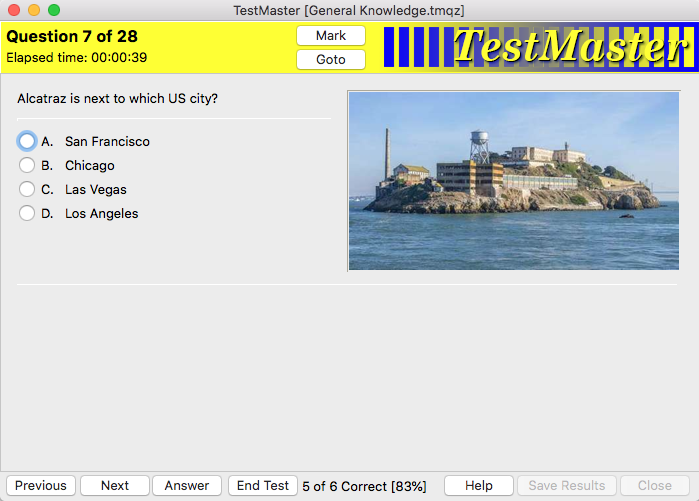 TestMaster [General Knowledge.tmqz]
Question 7 of 28
Elapsed time: 00:00:39
Mark
Goto
TestMaster
Alcatraz is next to which US city?
A. San Francisco
B. Chicago
C. Las Vegas
D. Los Angeles
Previous Next Answer End Test 5 of 6 Correct [83%] Help Save Results Close